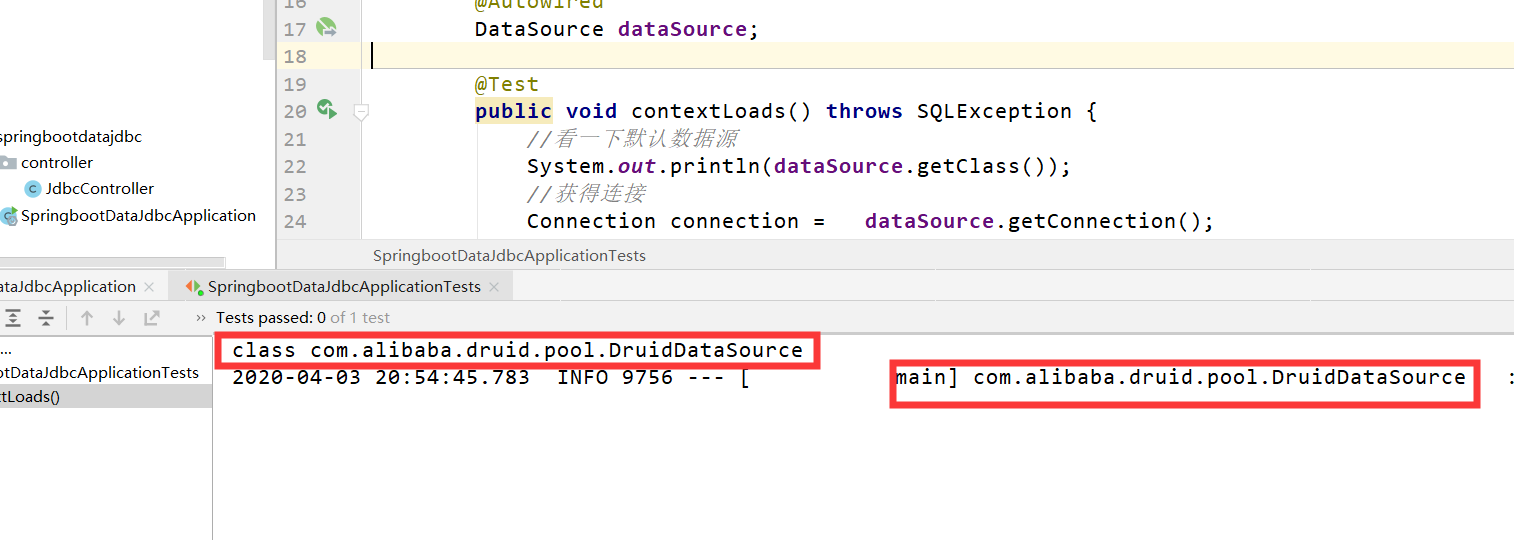 16 @Autowired
17 DataSource dataSource;
18
19 @Test
20 public void contextLoads() throws SQLException {
21 //看一下默认数据源
22 System.out.println(dataSource.getClass());
23 //获得连接
24 Connection connection = dataSource.getConnection();
springbootdatajdbc
controller
JdbcController
SpringbootDataJdbcApplication
SpringbootDataJdbcApplicationTests
ataJdbcApplication × SpringbootDataJdbcApplicationTests ×
›› Tests passed: 0 of 1 test
...
otDataJdbcApplicationTests
tLoads()
class com.alibaba.druid.pool.DruidDataSource
2020-04-03 20:54:45.783 INFO 9756 --- [ main] com.alibaba.druid.pool.DruidDataSource :